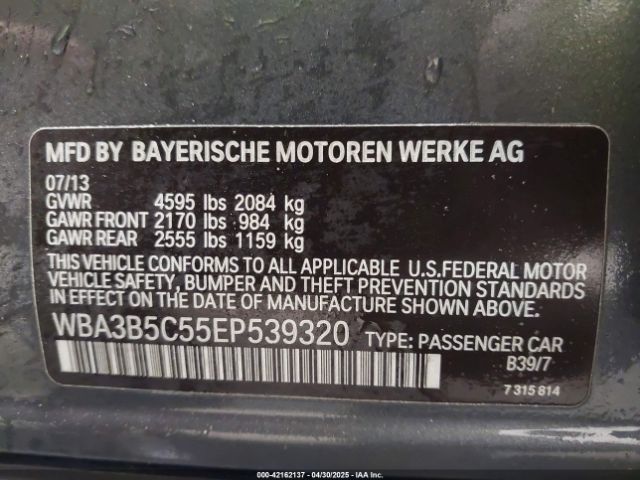 MFD BY BAYERISCHE MOTOREN WERKE AG
07/13
GVWR 4595 lbs 2084 kg
GAWR FRONT 2170 lbs 984 kg
GAWR REAR 2555 lbs 1159 kg
THIS VEHICLE CONFORMS TO ALL APPLICABLE U.S.FEDERAL MOTOR
VEHICLE SAFETY, BUMPER AND THEFT PREVENTION STANDARDS
IN EFFECT ON THE DATE OF MANUFACTURE SHOWN ABOVE.
WBA3B5C55EP539320 TYPE: PASSENGER CAR
B39/7
7 315 814
000-42162137 - 04/30/2025 - IAA Inc.